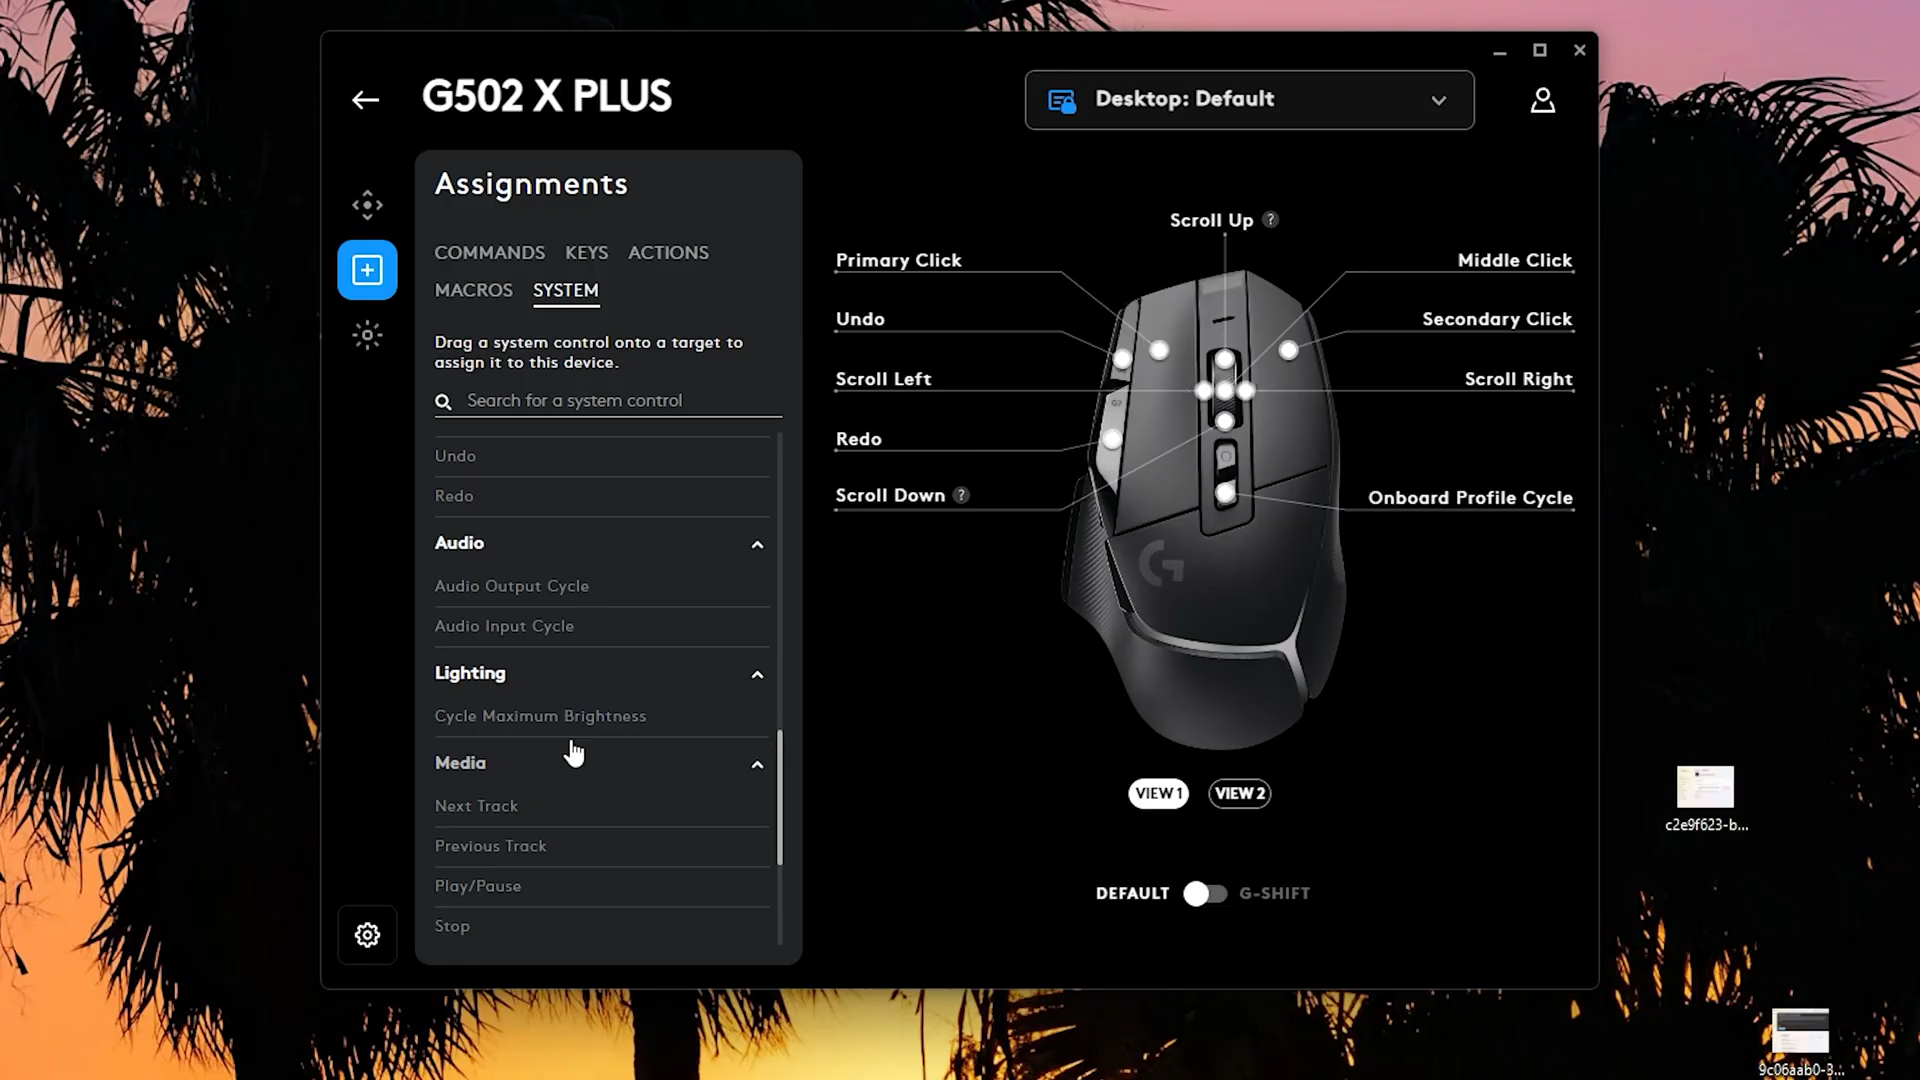 G502 X PLUS
Desktop: Default
Assignments
COMMANDS KEYS ACTIONS
MACROS SYSTEM
Drag a system control onto a target to
assign it to this device.
Search for a system control
Undo
Redo
Audio
Audio Output Cycle
Audio Input Cycle
Lighting
Cycle Maximum Brightness
Media
Next Track
Previous Track
Play/Pause
Stop
Scroll Up ?
Primary Click
Middle Click
Undo
Secondary Click
Scroll Left
Scroll Right
Redo
Scroll Down ?
Onboard Profile Cycle
VIEW 1 VIEW 2
DEFAULT G-SHIFT
c2e9f623-b...
9c06aab0-3...